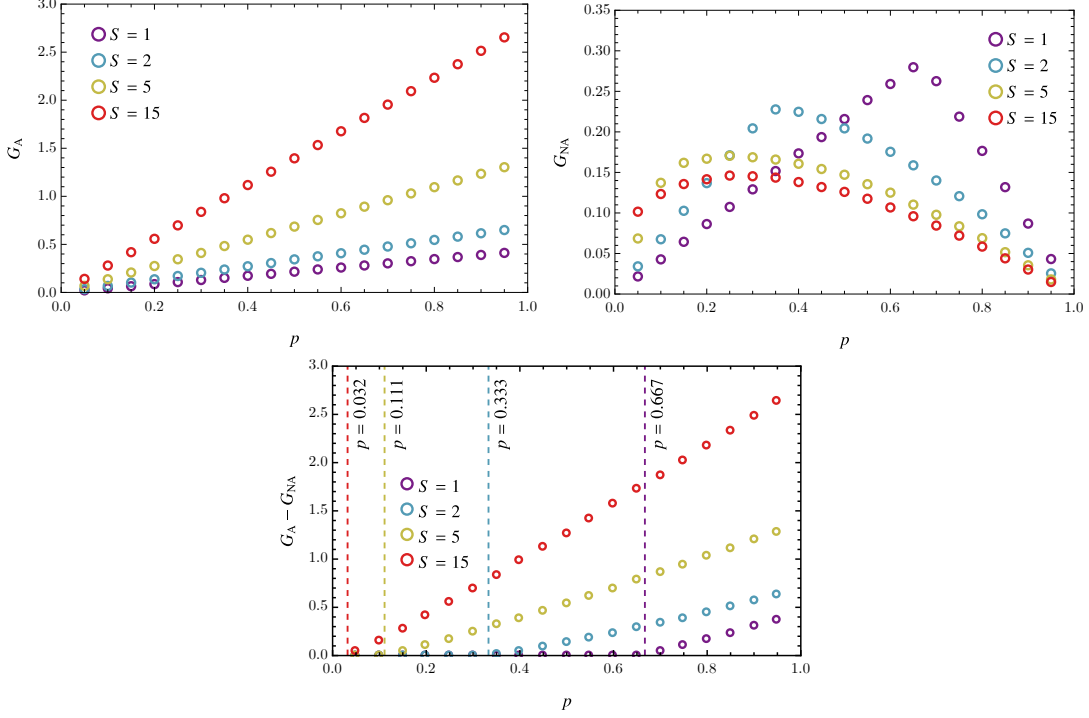 3.0
2.5
2.0
1.5
1.0
0.5
0.0
G_A
S = 1
S = 2
S = 5
S = 15
0.0 0.2 0.4 0.6 0.8 1.0
p
0.35
0.30
0.25
0.20
0.15
0.10
0.05
0.00
G_NA
S = 1
S = 2
S = 5
S = 15
0.0 0.2 0.4 0.6 0.8 1.0
p
3.0
2.5
2.0
1.5
1.0
0.5
0.0
G_A − G_NA
p = 0.032
p = 0.111
p = 0.333
p = 0.667
S = 1
S = 2
S = 5
S = 15
0.0 0.2 0.4 0.6 0.8 1.0
p